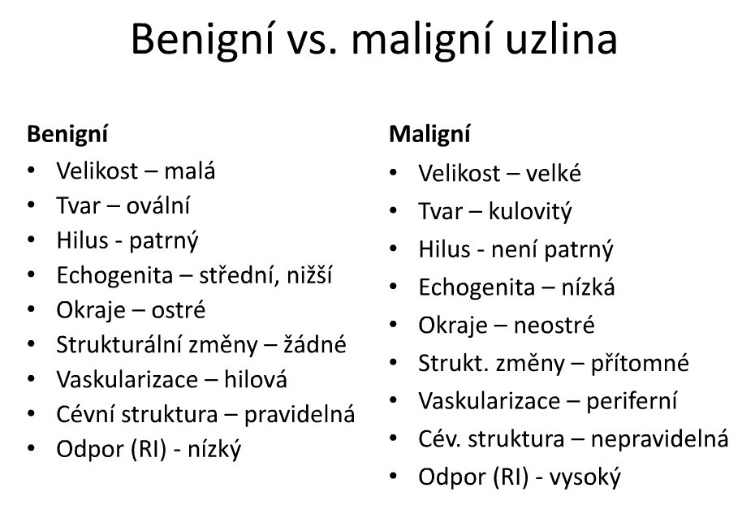 Benigní vs. maligní uzlina
Benigní
• Velikost – malá
• Tvar – ovální
• Hilus - patrný
• Echogenita – střední, nižší
• Okraje – ostré
• Strukturální změny – žádné
• Vaskularizace – hilová
• Cévní struktura – pravidelná
• Odpor (RI) - nízký
Maligní
• Velikost – velké
• Tvar – kulovitý
• Hilus - není patrný
• Echogenita – nízká
• Okraje – neostré
• Strukt. změny – přítomné
• Vaskularizace – periferní
• Cév. struktura – nepravidelná
• Odpor (RI) - vysoký